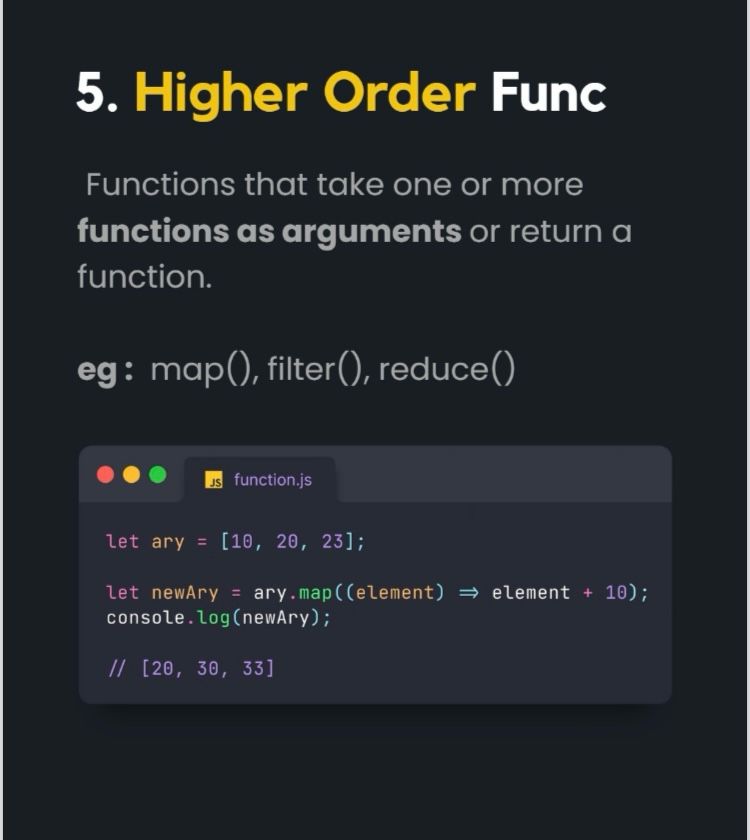 5. Higher Order Func
Functions that take one or more
functions as arguments or return a
function.
eg : map(), filter(), reduce()
JS function.js
let ary = [10, 20, 23];
let newAry = ary.map((element) => element + 10);
console.log(newAry);
// [20, 30, 33]